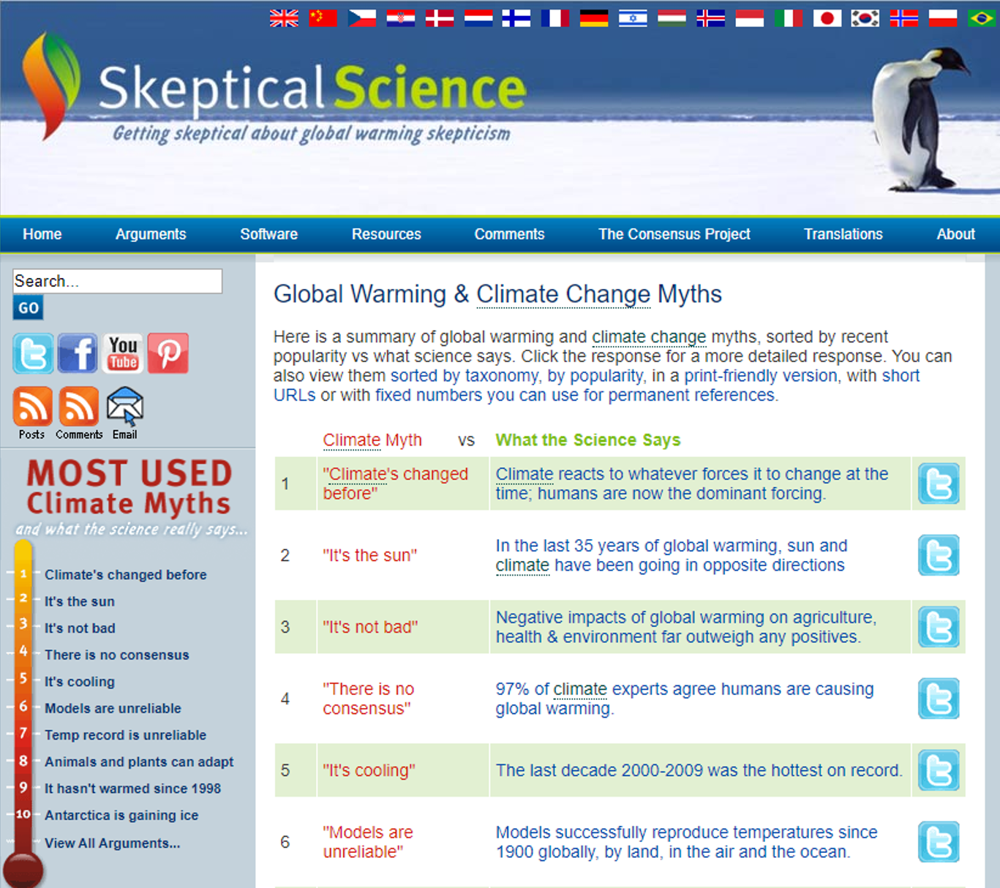 Skeptical Science
Getting skeptical about global warming skepticism
Home Arguments Software Resources Comments The Consensus Project Translations About
Search...
GO
You
Tube
Posts Comments Email
MOST USED
Climate Myths
and what the science really says...
1 Climate's changed before
2 It's the sun
3 It's not bad
4 There is no consensus
5 It's cooling
6 Models are unreliable
7 Temp record is unreliable
8 Animals and plants can adapt
9 It hasn't warmed since 1998
10 Antarctica is gaining ice
View All Arguments...
Global Warming & Climate Change Myths
Here is a summary of global warming and climate change myths, sorted by recent
popularity vs what science says. Click the response for a more detailed response. You can
also view them sorted by taxonomy, by popularity, in a print-friendly version, with short
URLs or with fixed numbers you can use for permanent references.
Climate Myth vs What the Science Says
1
"Climate's changed
before"
Climate reacts to whatever forces it to change at the
time; humans are now the dominant forcing.
2
"It's the sun"
In the last 35 years of global warming, sun and
climate have been going in opposite directions
3
"It's not bad"
Negative impacts of global warming on agriculture,
health & environment far outweigh any positives.
4
"There is no
consensus"
97% of climate experts agree humans are causing
global warming.
5
"It's cooling"
The last decade 2000-2009 was the hottest on record.
6
"Models are
unreliable"
Models successfully reproduce temperatures since
1900 globally, by land, in the air and the ocean.